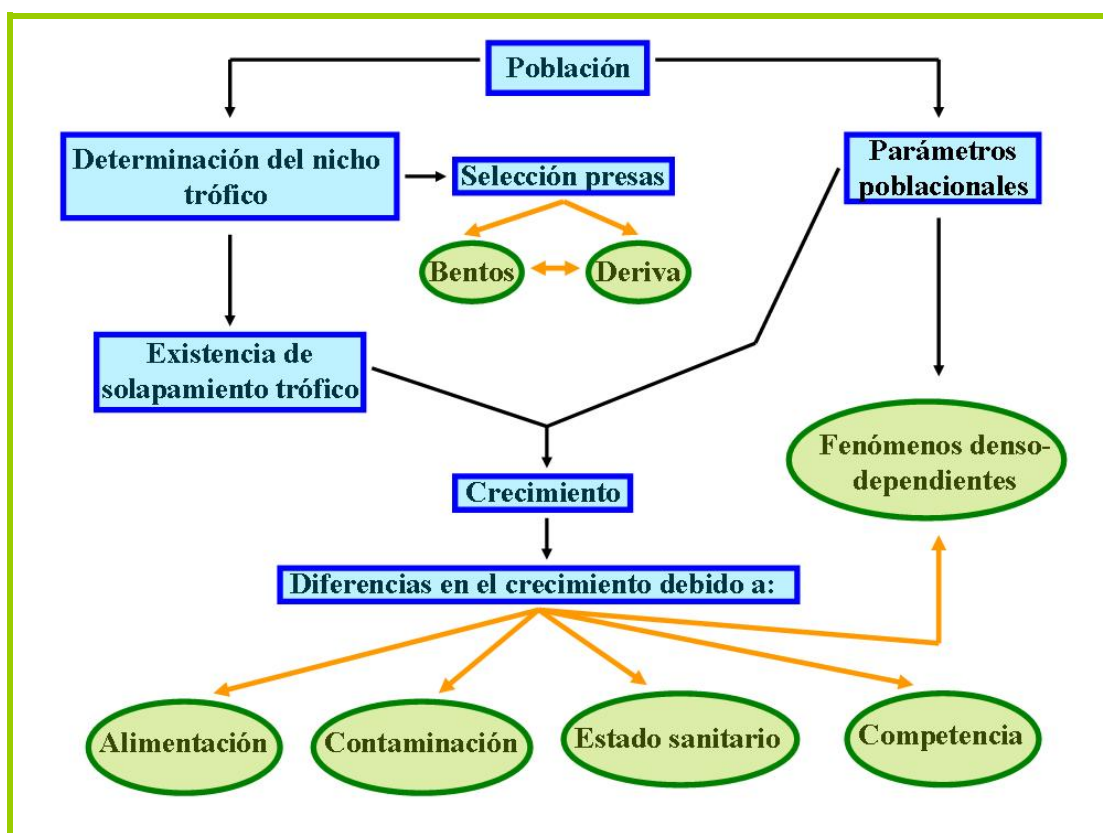 Población
Determinación del nicho
trófico
Selección presas
Parámetros
poblacionales
Bentos
Deriva
Existencia de
solapamiento trófico
Fenómenos denso-
dependientes
Crecimiento
Diferencias en el crecimiento debido a:
Alimentación
Contaminación
Estado sanitario
Competencia